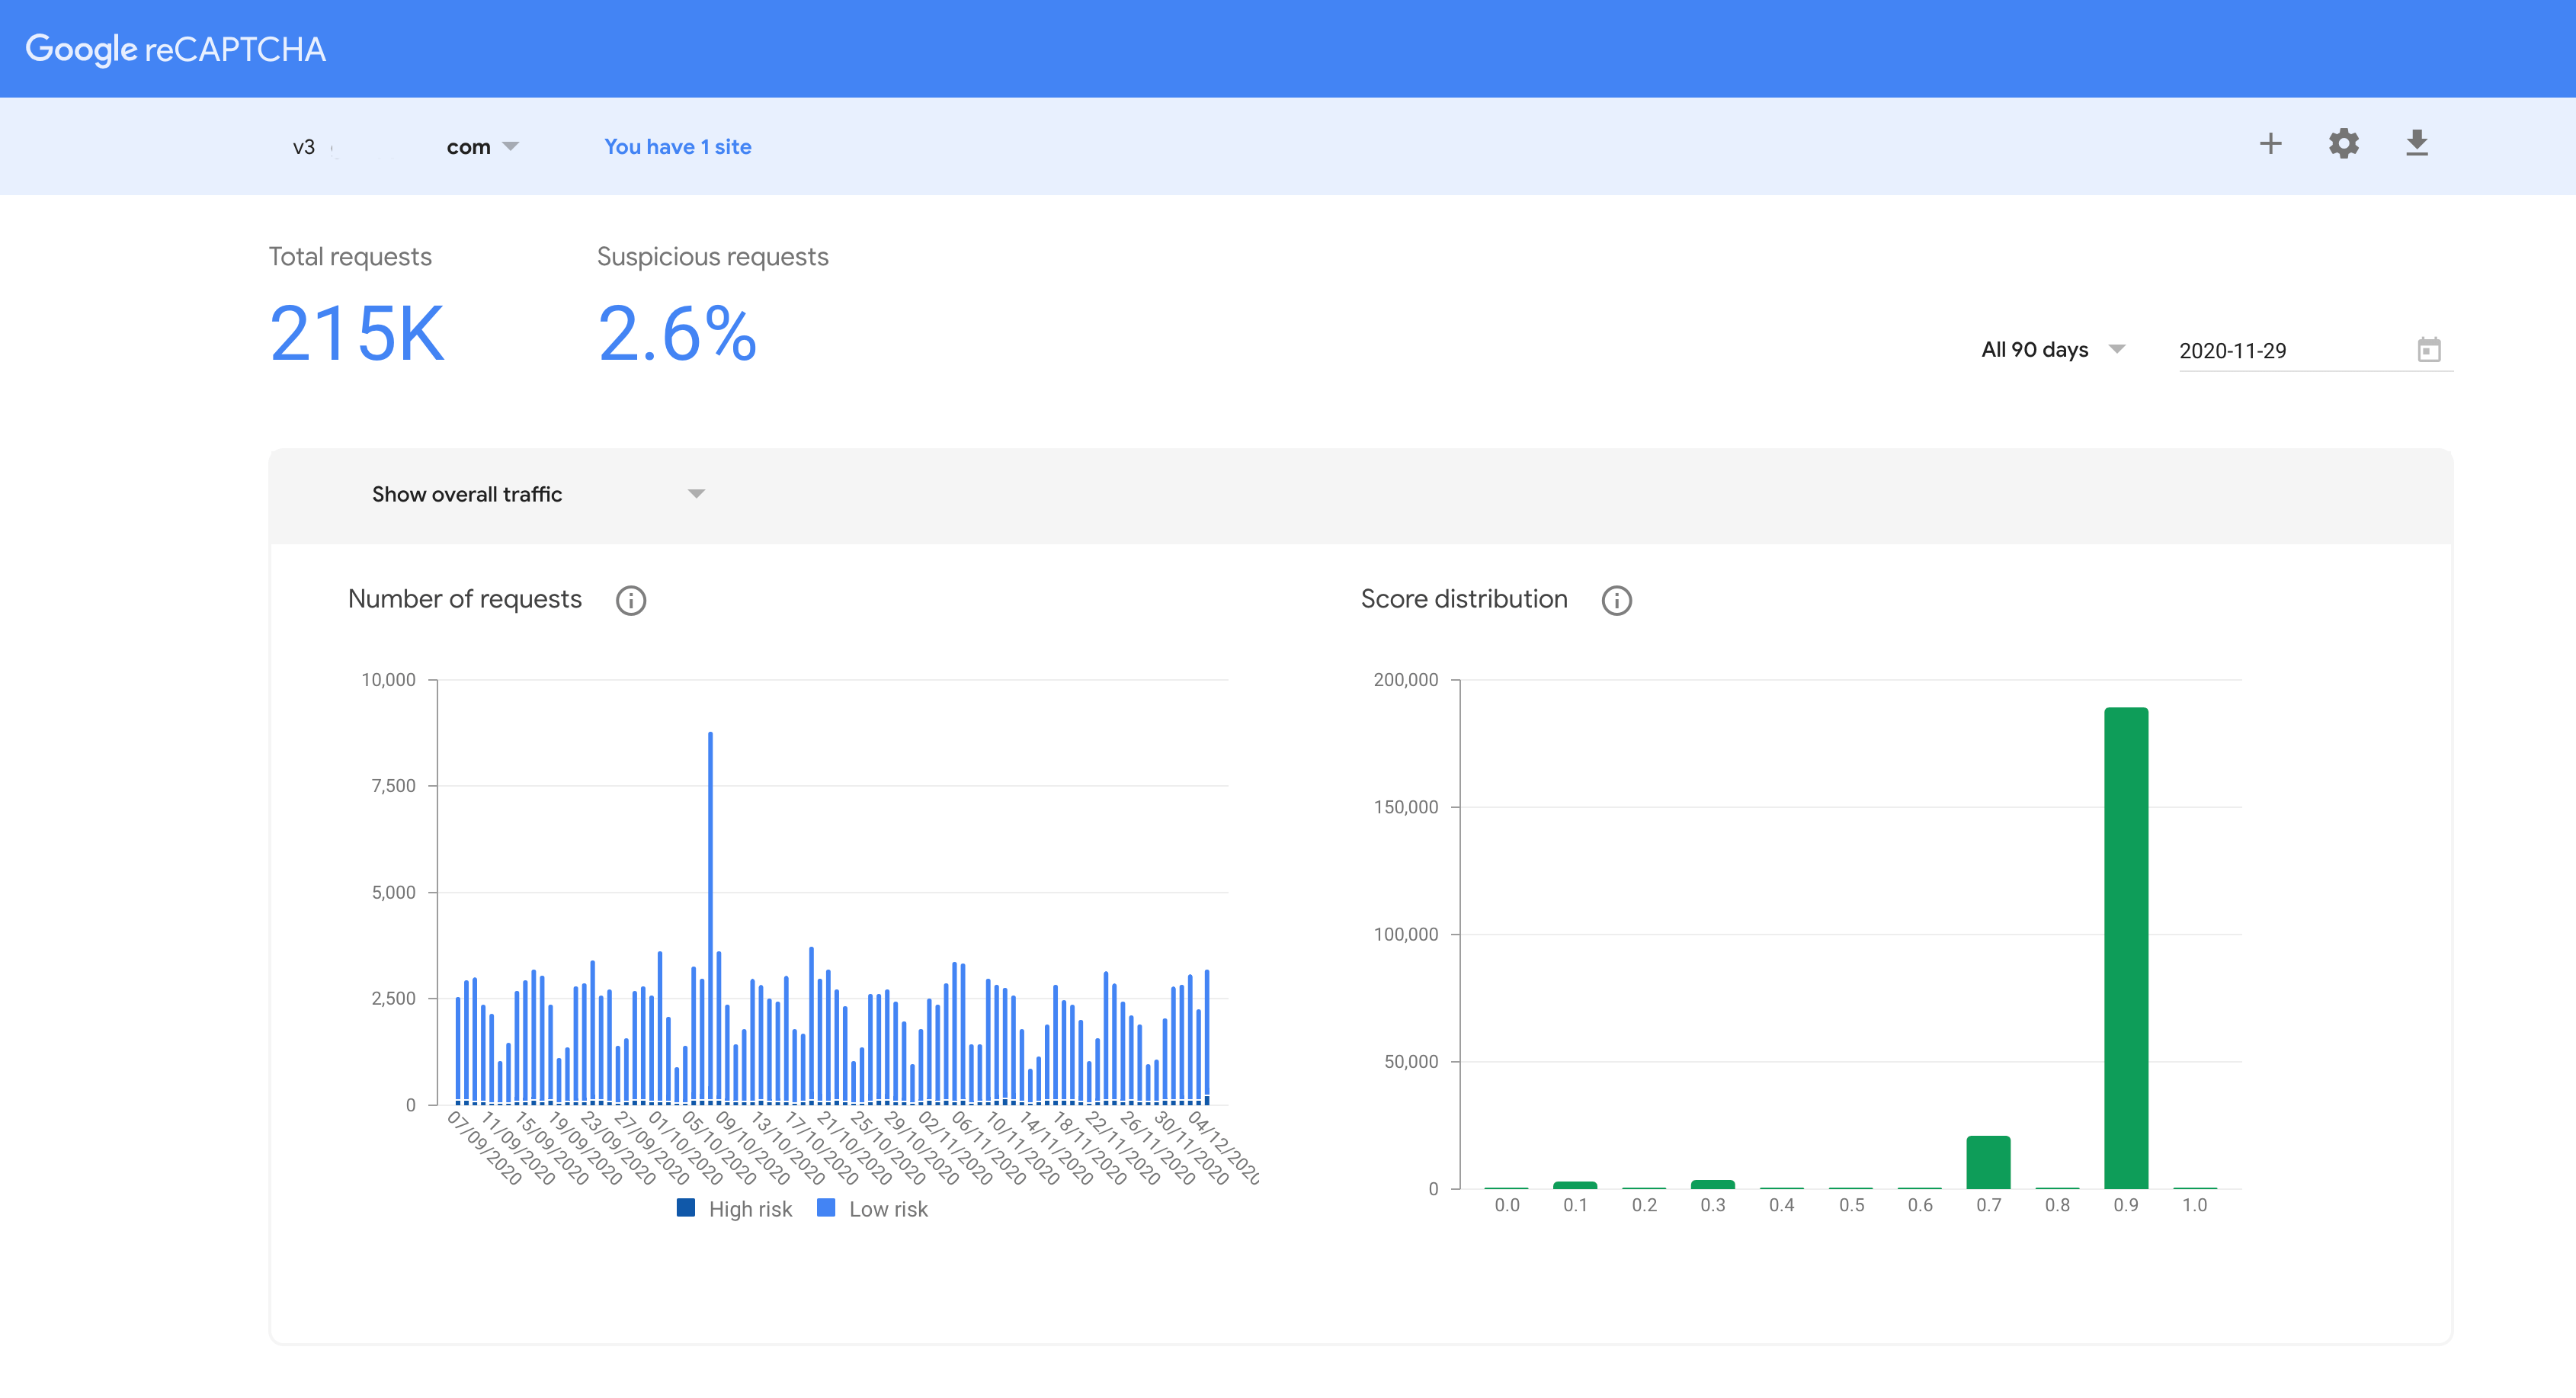 Google reCAPTCHA
v3 com You have 1 site
Total requests Suspicious requests
215K 2.6%
All 90 days 2020-11-29
Show overall traffic
Number of requests
10,000
7,500
5,000
2,500
0
07/09/2020 11/09/2020 15/09/2020 19/09/2020 23/09/2020 27/09/2020 01/10/2020 05/10/2020 09/10/2020 13/10/2020 17/10/2020 21/10/2020 25/10/2020 29/10/2020 02/11/2020 06/11/2020 10/11/2020 14/11/2020 18/11/2020 22/11/2020 26/11/2020 30/11/2020 04/12/2020
High risk Low risk
Score distribution
200,000
150,000
100,000
50,000
0
0.0 0.1 0.2 0.3 0.4 0.5 0.6 0.7 0.8 0.9 1.0